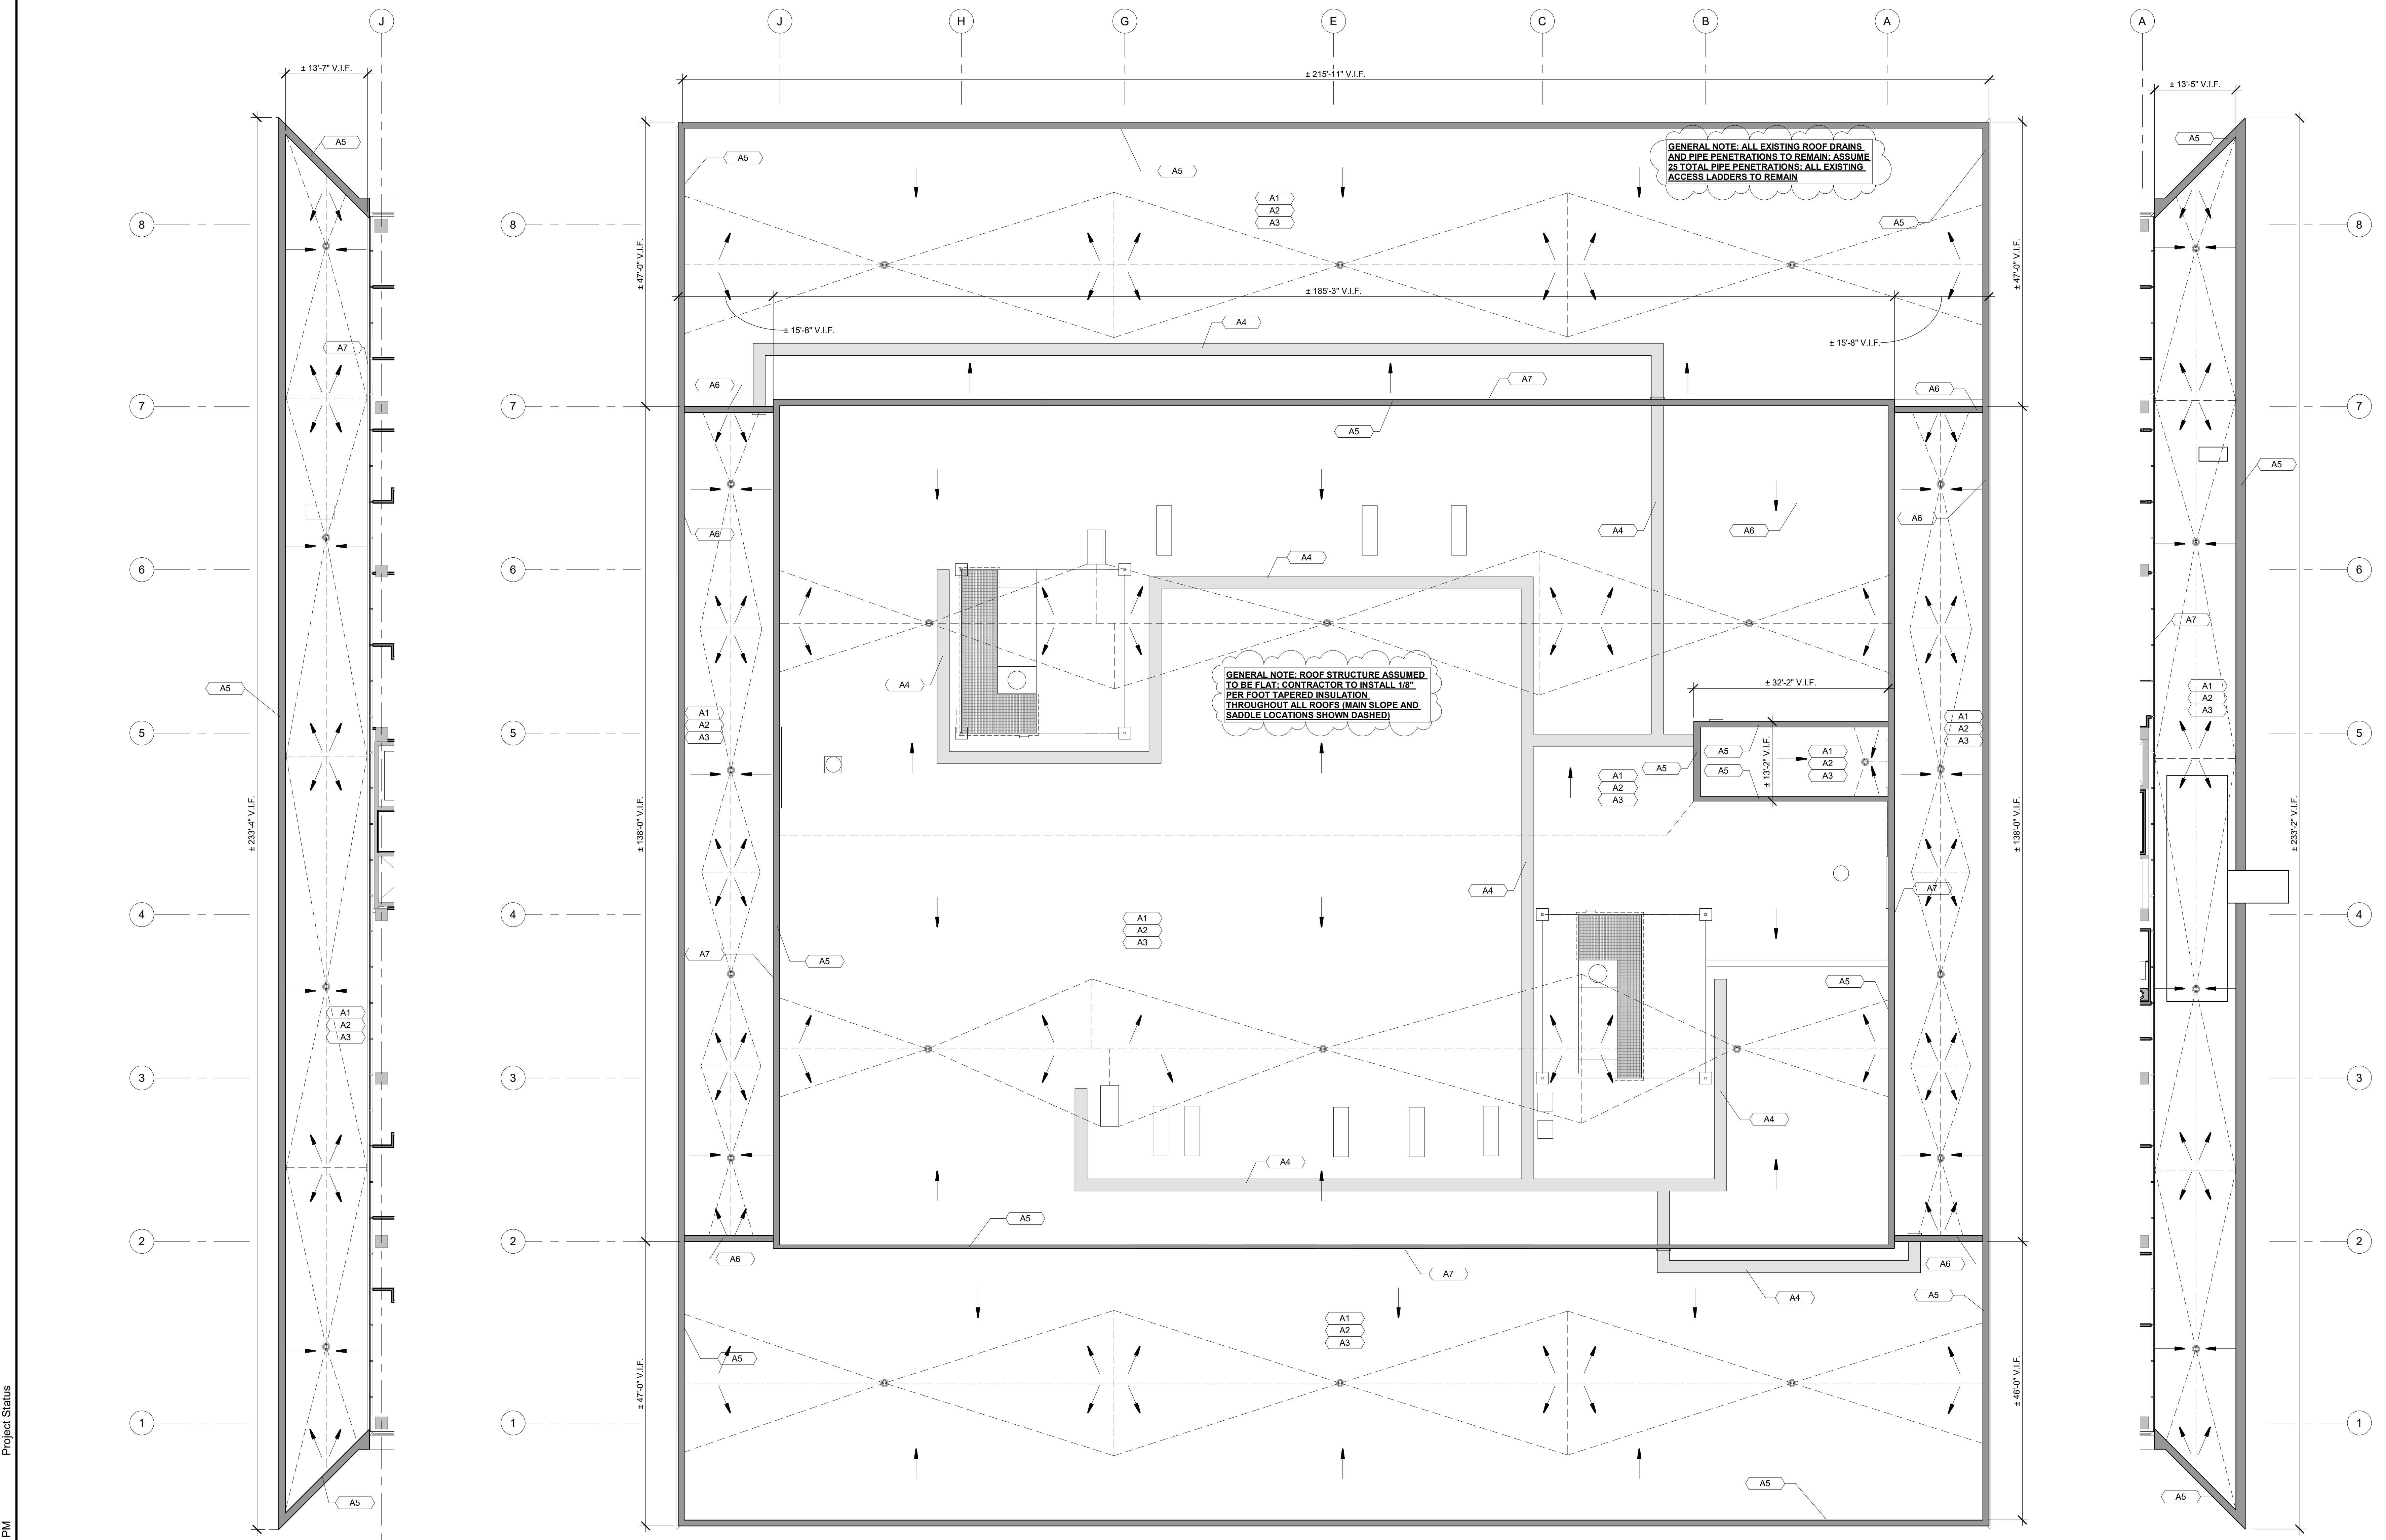 J
J
H
G
E
C
B
A
A
± 13'-7" V.I.F.
± 215'-11" V.I.F.
± 13'-5" V.I.F.
A5
A5
A5
GENERAL NOTE: ALL EXISTING ROOF DRAINS
AND PIPE PENETRATIONS TO REMAIN; ASSUME
25 TOTAL PIPE PENETRATIONS; ALL EXISTING
ACCESS LADDERS TO REMAIN
A5
A1
A2
A3
A5
8
8
8
± 47'-0" V.I.F.
± 47'-0" V.I.F.
± 185'-3" V.I.F.
± 15'-8" V.I.F.
± 15'-8" V.I.F.
A4
A7
A6
A7
A6
7
7
7
A5
A5
A6
A4
A6
A6
A4
6
6
6
A7
GENERAL NOTE: ROOF STRUCTURE ASSUMED
TO BE FLAT; CONTRACTOR TO INSTALL 1/8"
PER FOOT TAPERED INSULATION
THROUGHOUT ALL ROOFS (MAIN SLOPE AND
SADDLE LOCATIONS SHOWN DASHED)
A5
A4
± 32'-2" V.I.F.
A1
A2
A3
A1
A2
A3
A1
A2
A3
5
5
5
A5
A5
A5
± 13'-2" V.I.F.
A1
A2
A3
A1
A2
A3
± 233'-4" V.I.F.
± 138'-0" V.I.F.
± 138'-0" V.I.F.
± 233'-2" V.I.F.
A4
A7
4
4
4
A1
A2
A3
A7
A5
A5
A1
A2
A3
3
3
3
A4
A4
A5
2
2
2
A6
A7
A6
A4
A5
A1
A2
A3
A5
± 47'-0" V.I.F.
± 46'-0" V.I.F.
1
1
1
A5
A5
A5
Project Status
PM